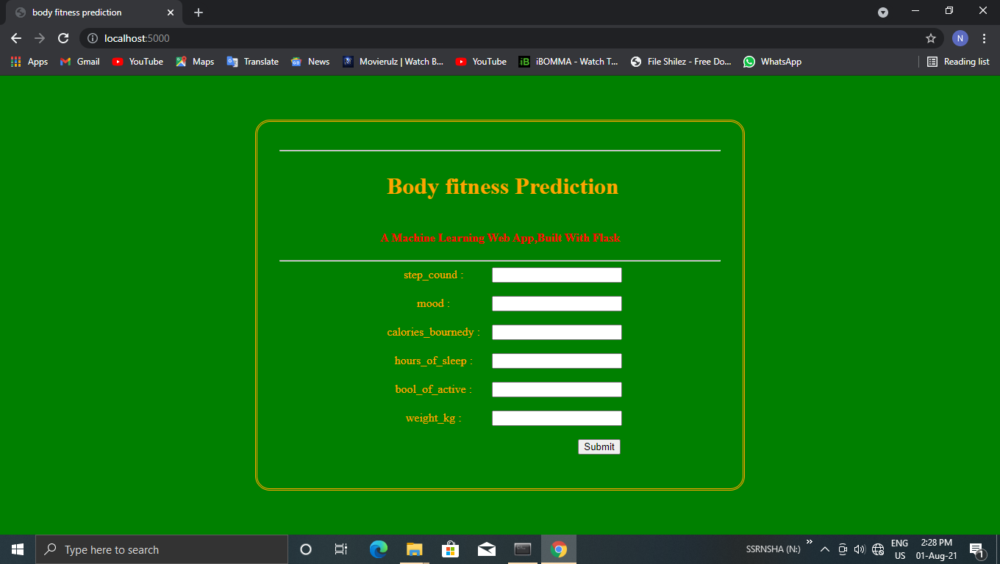 body fitness prediction
localhost:5000
N
Apps Gmail YouTube Maps Translate News Movierulz | Watch B... YouTube iB iBOMMA - Watch T... File Shilez - Free Do... WhatsApp Reading list
Body fitness Prediction
A Machine Learning Web App,Built With Flask
step_cound :
mood :
calories_bournedy :
hours_of_sleep :
bool_of_active :
weight_kg :
Submit
Type here to search
SSRNSHA (N:)
ENG
US
2:28 PM
01-Aug-21
1